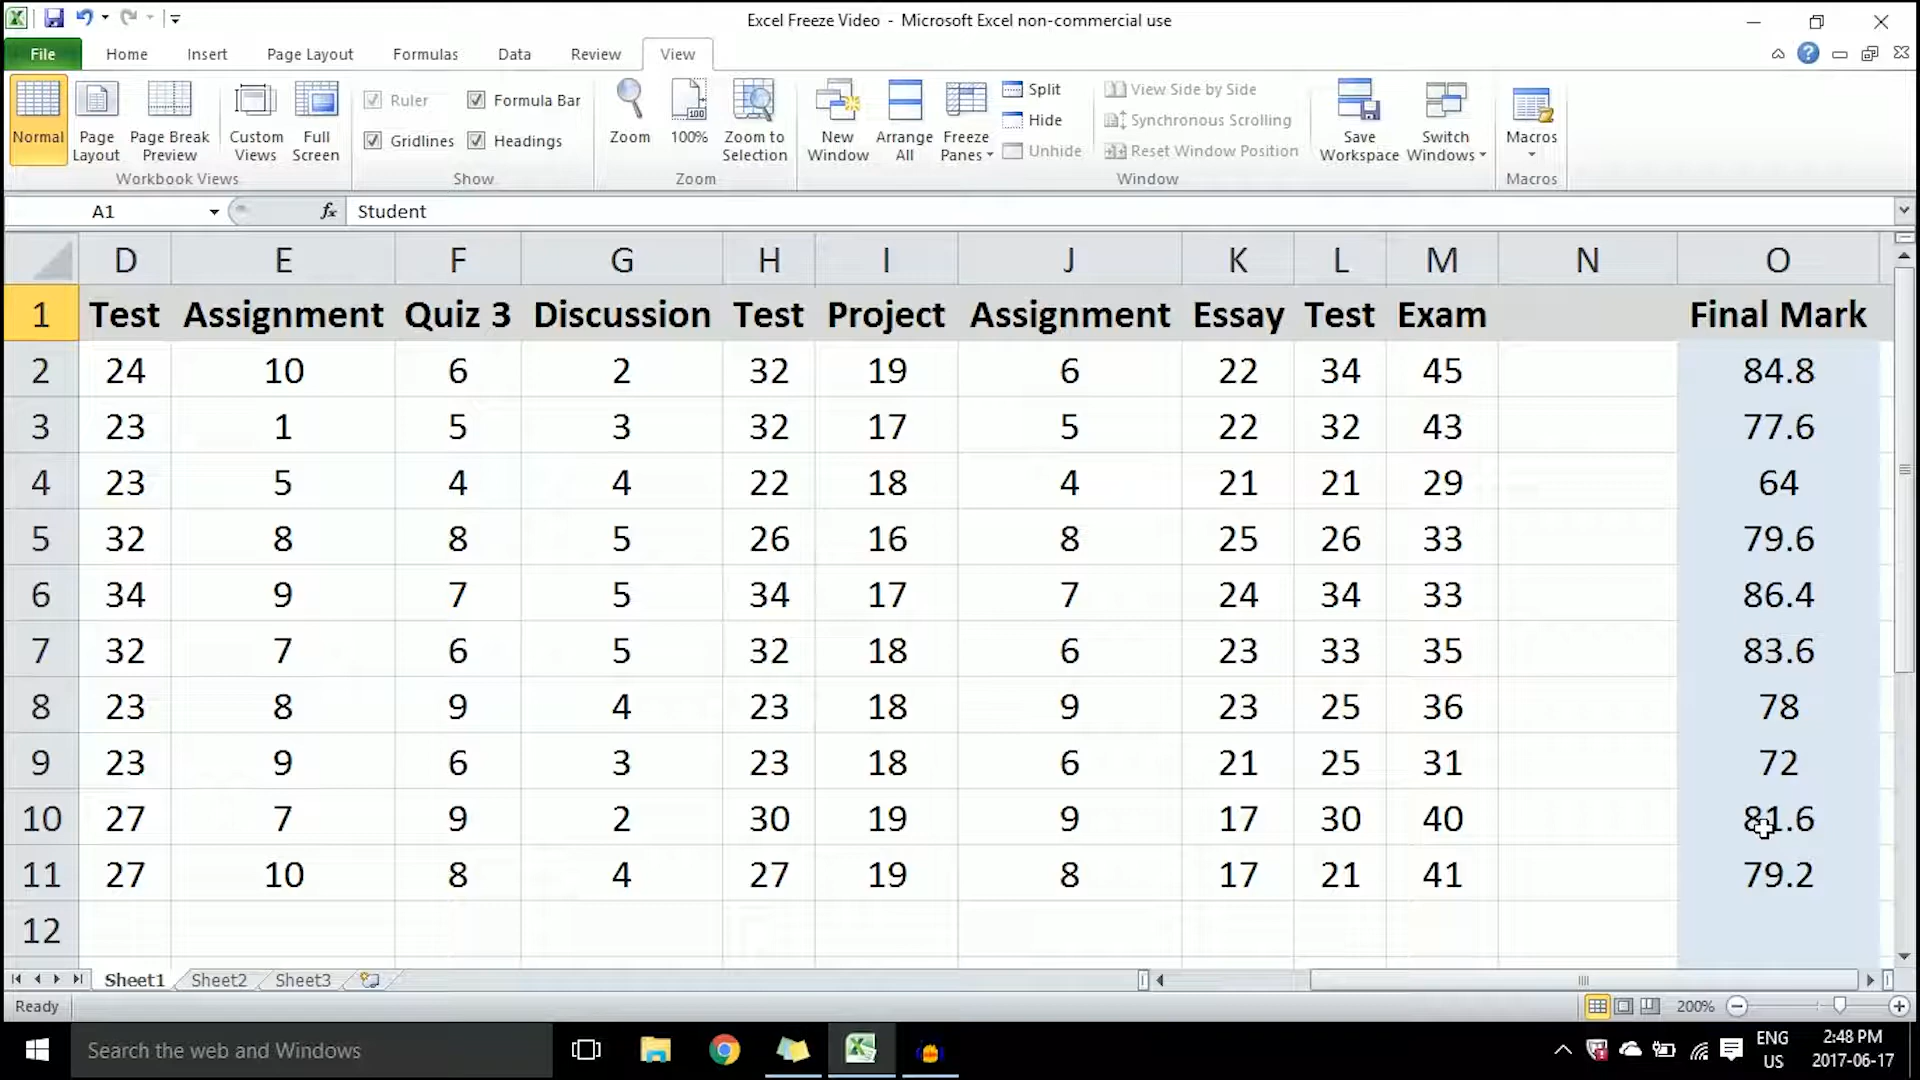 Excel Freeze Video - Microsoft Excel non-commercial use
File Home Insert Page Layout Formulas Data Review View
Normal Page Layout Page Break Preview Custom Views Full Screen
Workbook Views
Ruler Formula Bar
Gridlines Headings
Show
Zoom 100% Zoom to Selection
Zoom
New Window Arrange All Freeze Panes
Split
Hide
Unhide
View Side by Side
Synchronous Scrolling
Reset Window Position
Save Workspace Switch Windows
Window
Macros
Macros
A1 fx Student
D E F G H I J K L M N O
1 Test Assignment Quiz 3 Discussion Test Project Assignment Essay Test Exam Final Mark
2 24 10 6 2 32 19 6 22 34 45 84.8
3 23 1 5 3 32 17 5 22 32 43 77.6
4 23 5 4 4 22 18 4 21 21 29 64
5 32 8 8 5 26 16 8 25 26 33 79.6
6 34 9 7 5 34 17 7 24 34 33 86.4
7 32 7 6 5 32 18 6 23 33 35 83.6
8 23 8 9 4 23 18 9 23 25 36 78
9 23 9 6 3 23 18 6 21 25 31 72
10 27 7 9 2 30 19 9 17 30 40 81.6
11 27 10 8 4 27 19 8 17 21 41 79.2
12
Sheet1 Sheet2 Sheet3
Ready 200%
Search the web and Windows
ENG US
2:48 PM
2017-06-17